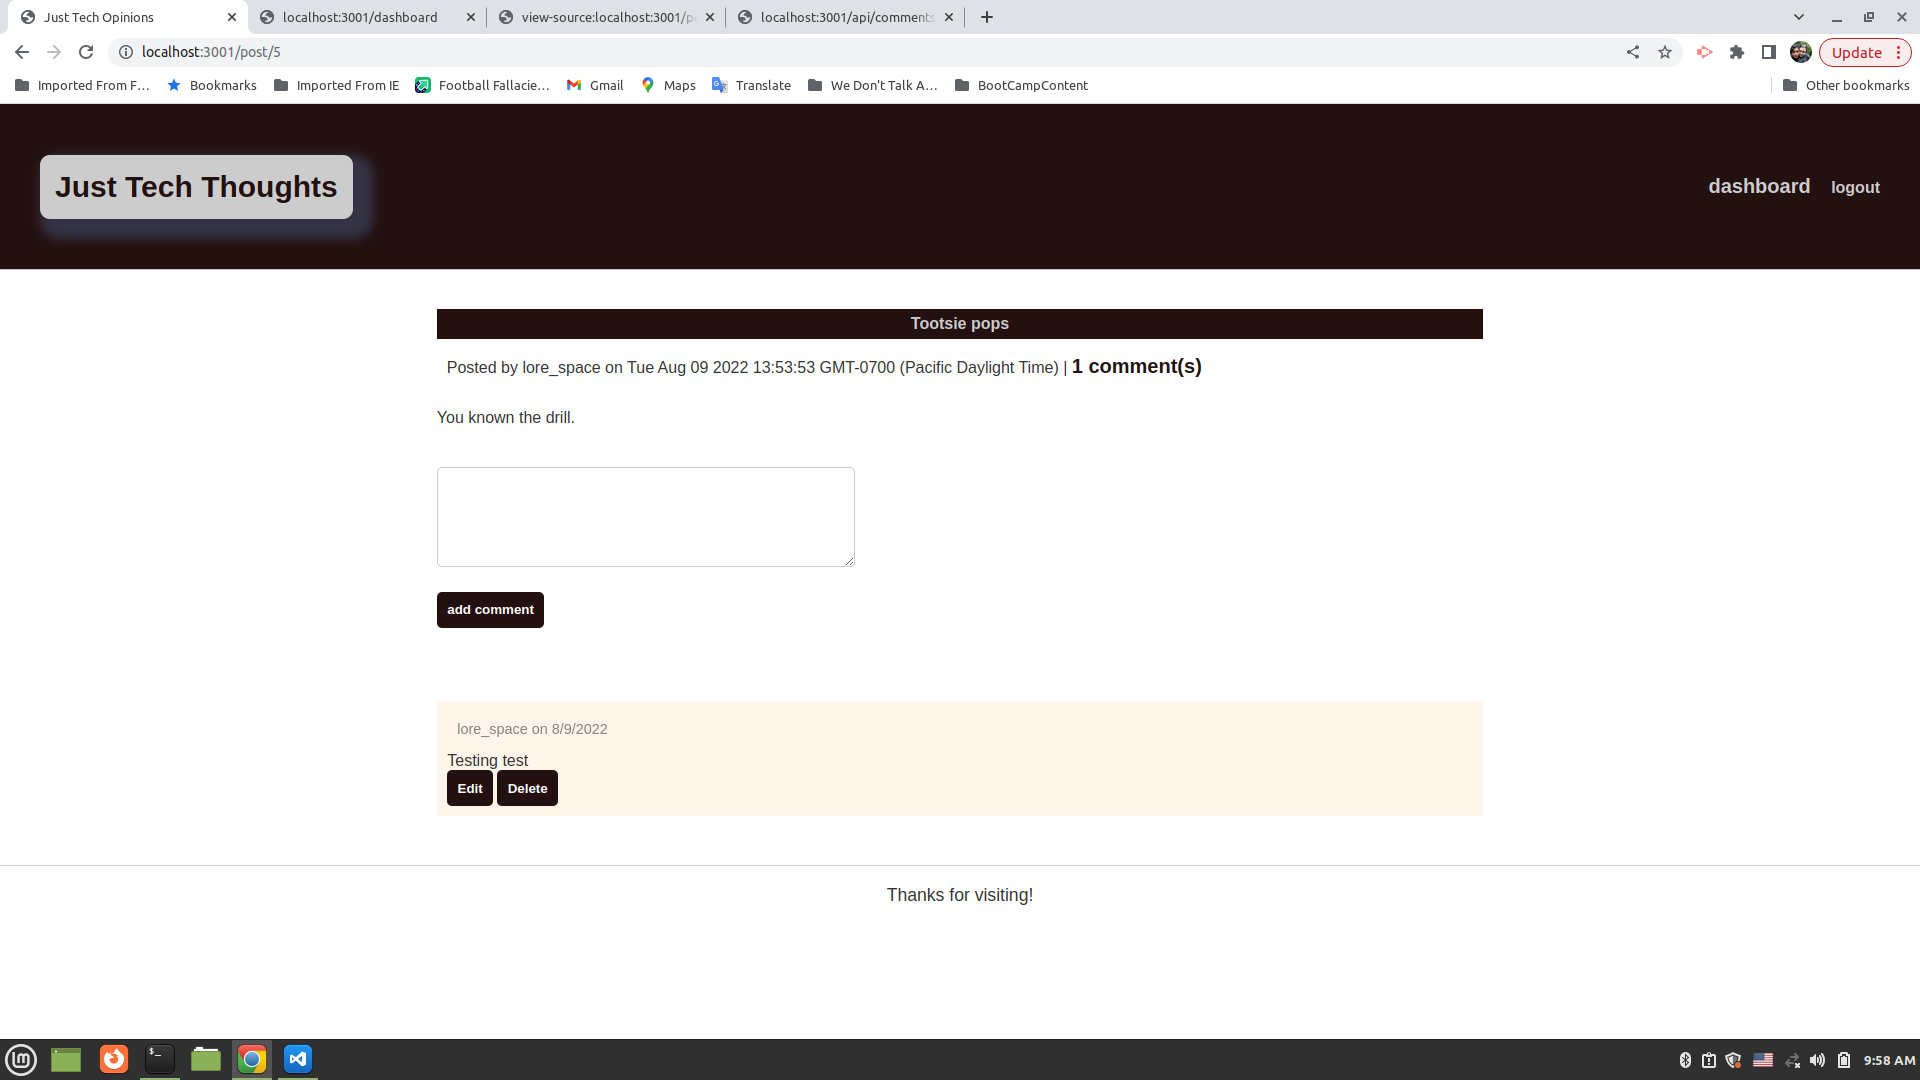 Just Tech Opinions
localhost:3001/dashboard
view-source:localhost:3001/p
localhost:3001/api/comments
localhost:3001/post/5
Update
Imported From F...
Bookmarks
Imported From IE
Football Fallacie...
Gmail
Maps
Translate
We Don't Talk A...
BootCampContent
Other bookmarks
Just Tech Thoughts
dashboard
logout
Tootsie pops
Posted by lore_space on Tue Aug 09 2022 13:53:53 GMT-0700 (Pacific Daylight Time) | 1 comment(s)
You known the drill.
add comment
lore_space on 8/9/2022
Testing test
Edit Delete
Thanks for visiting!
9:58 AM